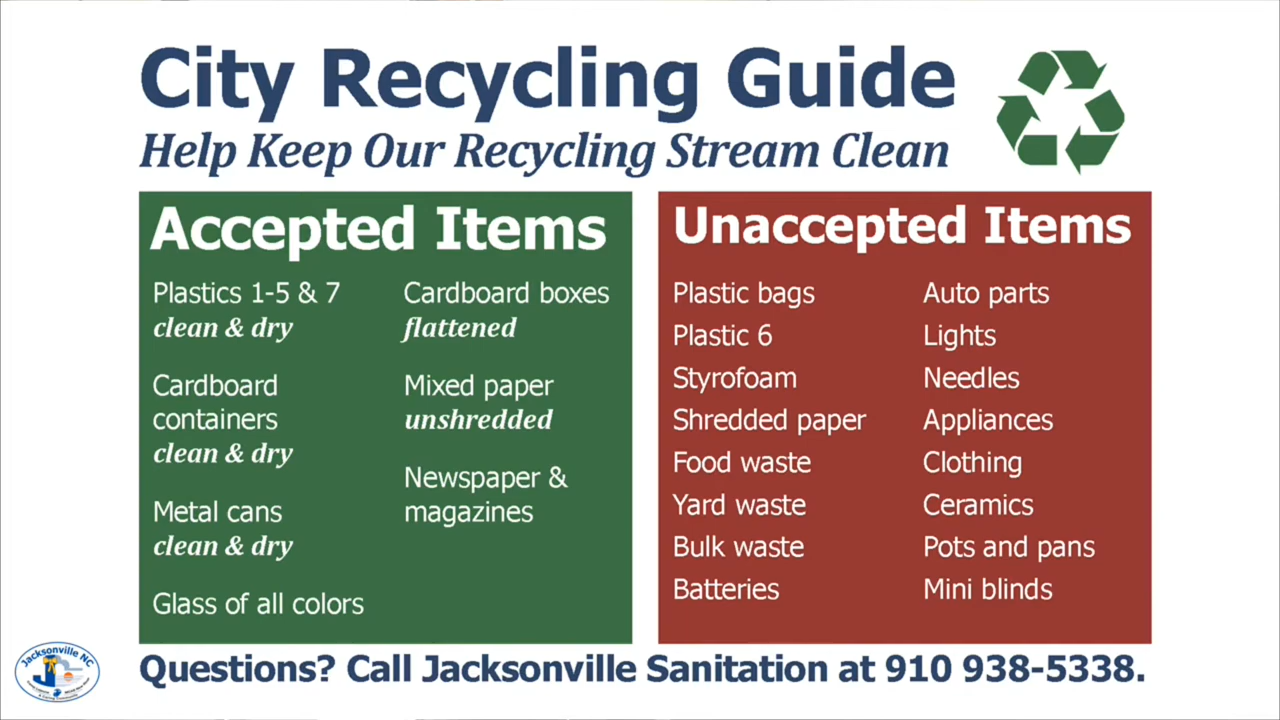 City Recycling Guide
Help Keep Our Recycling Stream Clean
Accepted Items
Plastics 1-5 & 7
clean & dry
Cardboard
containers
clean & dry
Metal cans
clean & dry
Glass of all colors
Cardboard boxes
flattened
Mixed paper
unshredded
Newspaper &
magazines
Unaccepted Items
Plastic bags
Plastic 6
Styrofoam
Shredded paper
Food waste
Yard waste
Bulk waste
Batteries
Auto parts
Lights
Needles
Appliances
Clothing
Ceramics
Pots and pans
Mini blinds
Jacksonville NC
Questions? Call Jacksonville Sanitation at 910 938-5338.